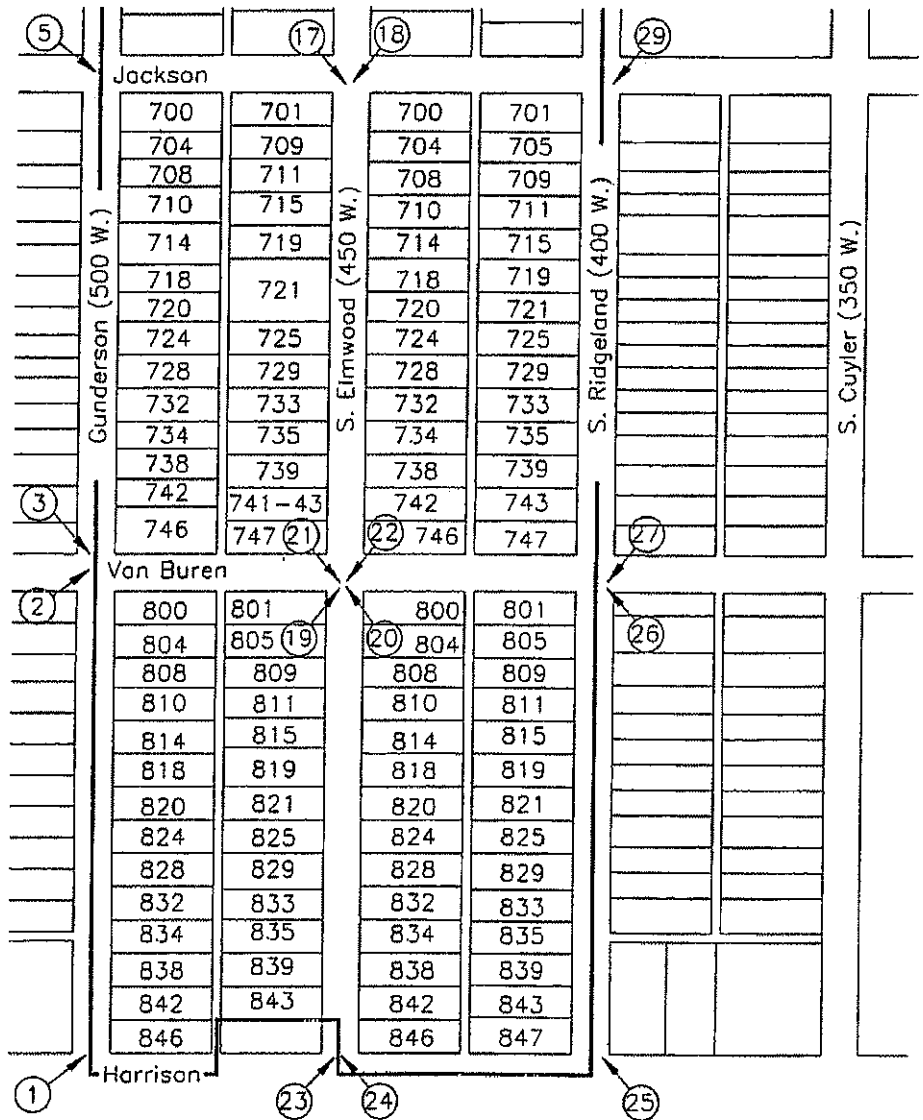 5 17 18 29
Jackson
700 701 700 701
704 709 704 705
708 711 708 709
710 715 710 711
714 719 714 715
718 721 718 719
720 720 721
724 725 724 725
728 729 728 729
732 733 732 733
734 735 734 735
738 739 738 739
742 741-43 742 743
746 747 746 747
Gunderson (500 W.)
S. Elmwood (450 W.)
S. Ridgeland (400 W.)
S. Cuyler (350 W.)
3 21 22 27
Van Buren
2 19 20 26
800 801 800 801
804 805 804 805
808 809 808 809
810 811 810 811
814 815 814 815
818 819 818 819
820 821 820 821
824 825 824 825
828 829 828 829
832 833 832 833
834 835 834 835
838 839 838 839
842 843 842 843
846 846 847
Harrison
1 23 24 25